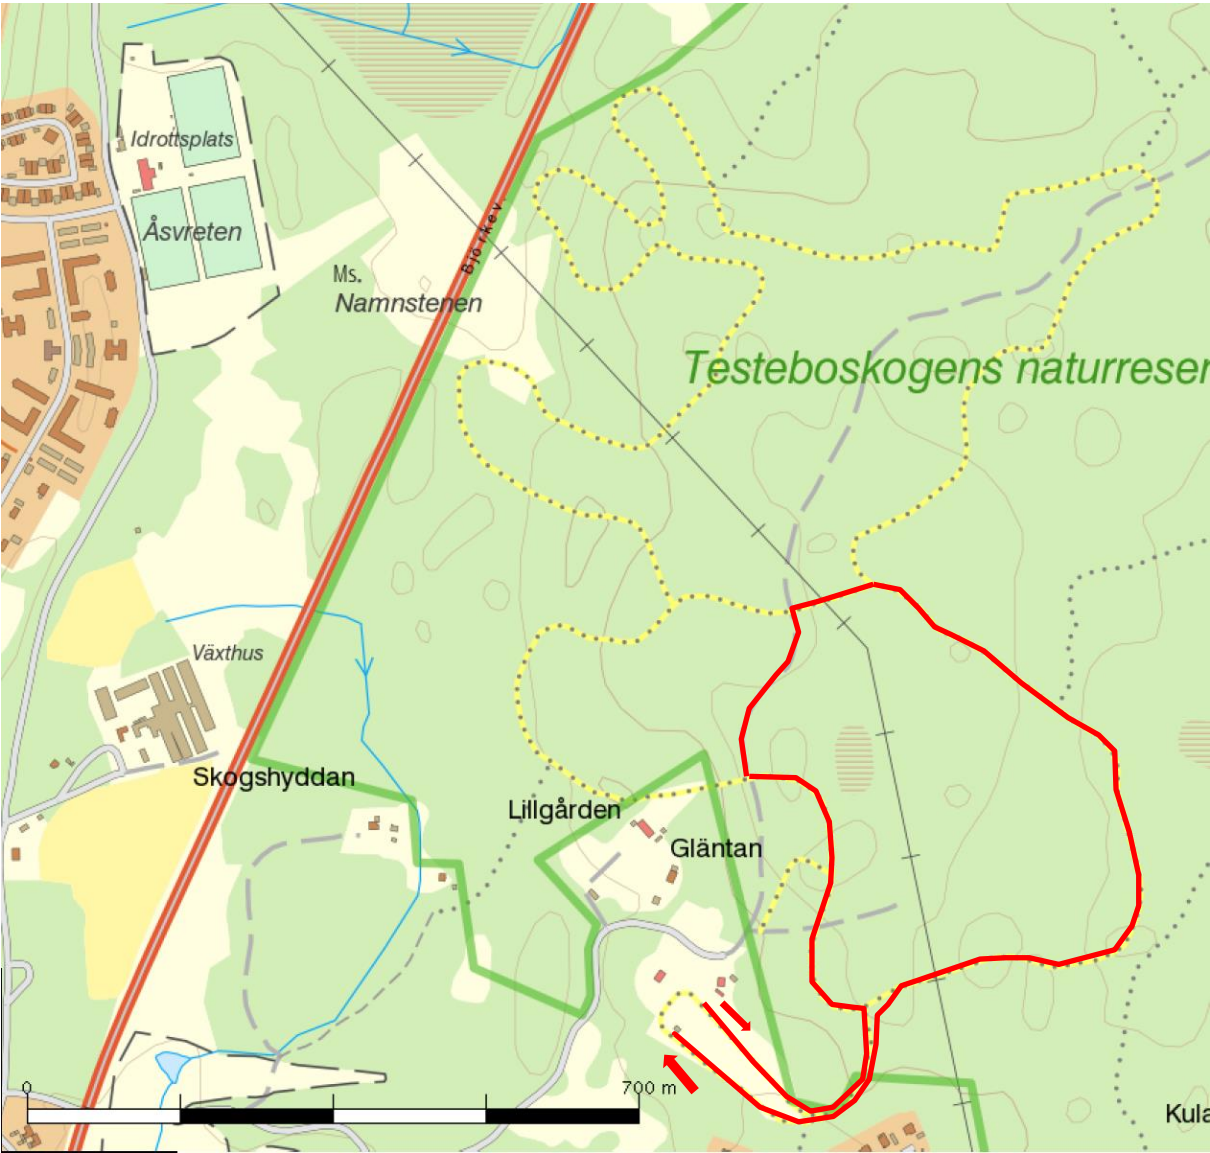 Idrottsplats
Åsvreten
Björkev.
Ms.
Namnstenen
Testeboskogens naturreser
Växthus
Skogshyddan
Lillgården
Gläntan
0
700 m
Kula